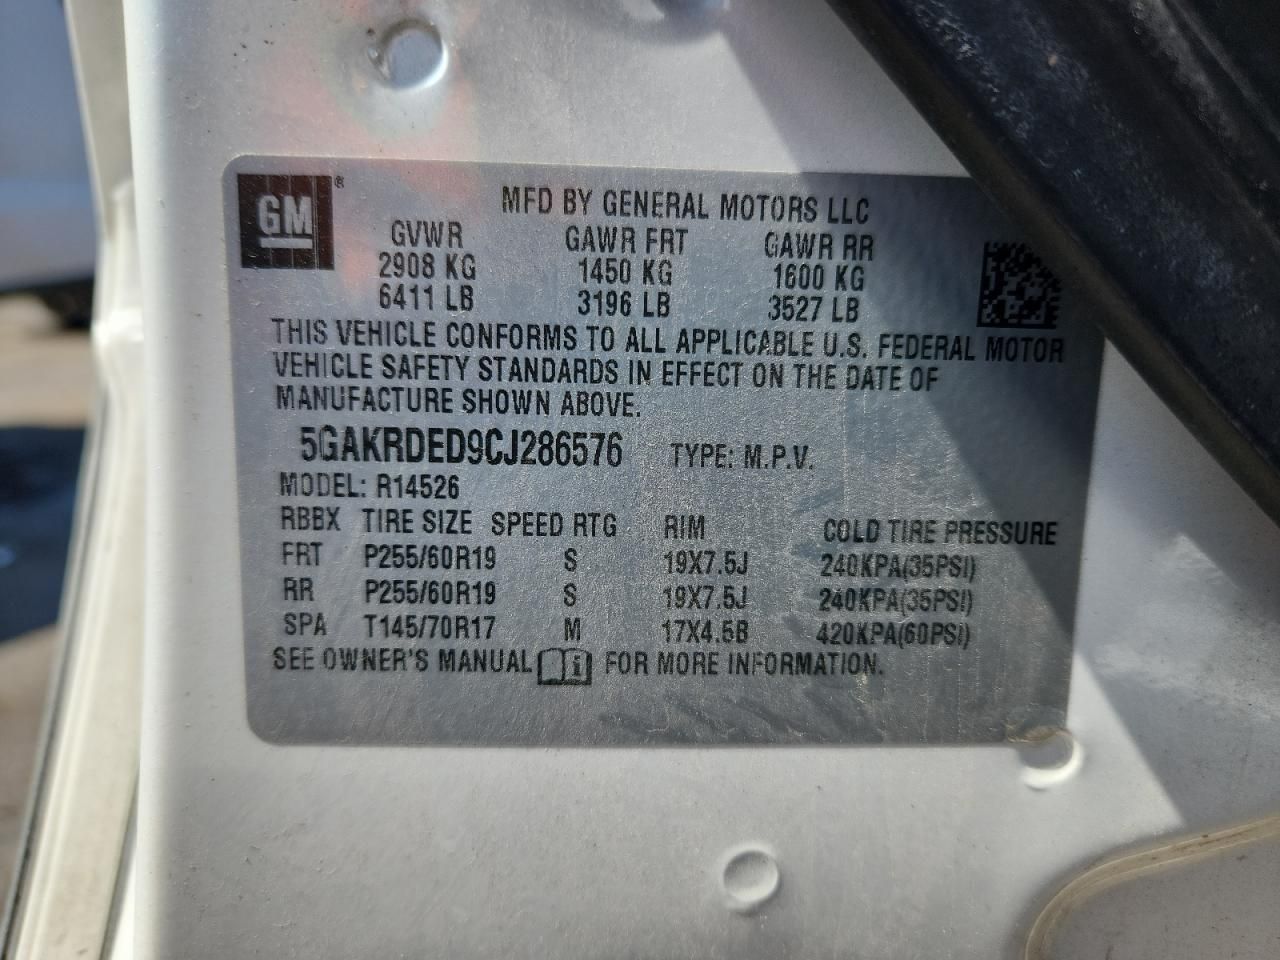 GM®
MFD BY GENERAL MOTORS LLC
GVWR GAWR FRT GAWR RR
2908 KG 1450 KG 1600 KG
6411 LB 3196 LB 3527 LB
THIS VEHICLE CONFORMS TO ALL APPLICABLE U.S. FEDERAL MOTOR
VEHICLE SAFETY STANDARDS IN EFFECT ON THE DATE OF
MANUFACTURE SHOWN ABOVE.
5GAKRDED9CJ286576 TYPE: M.P.V.
MODEL: R14526
RBBX TIRE SIZE SPEED RTG RIM COLD TIRE PRESSURE
FRT P255/60R19 S 19X7.5J 240KPA(35PSI)
RR P255/60R19 S 19X7.5J 240KPA(35PSI)
SPA T145/70R17 M 17X4.5B 420KPA(60PSI)
SEE OWNER'S MANUAL FOR MORE INFORMATION.